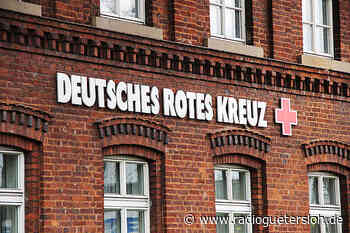 DEUTSCHES ROTES KREUZ
© www.radioguetersloh.de